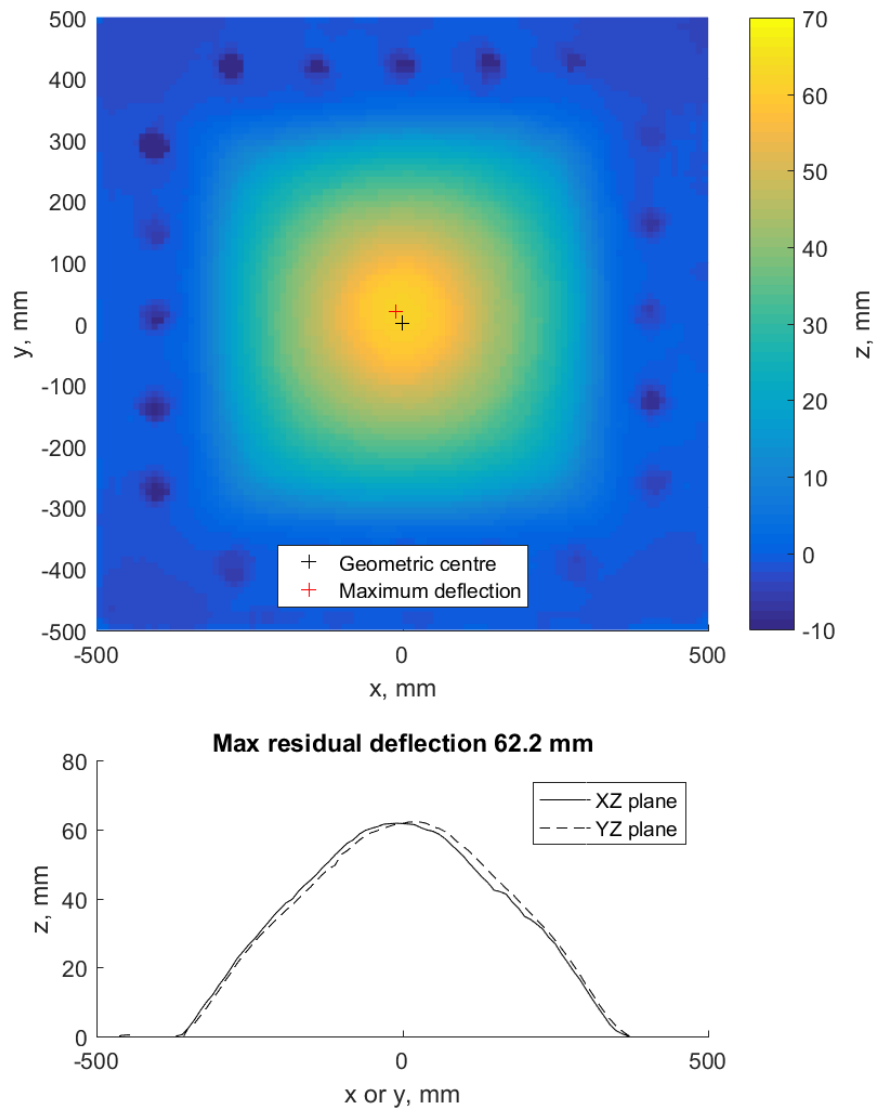 500
400
300
200
100
0
-100
-200
-300
-400
-500
y, mm
-500 0 500
x, mm
Geometric centre
Maximum deflection
70
60
50
40
30
20
10
0
-10
z, mm
Max residual deflection 62.2 mm
80
60
40
20
0
z, mm
XZ plane
YZ plane
-500 0 500
x or y, mm